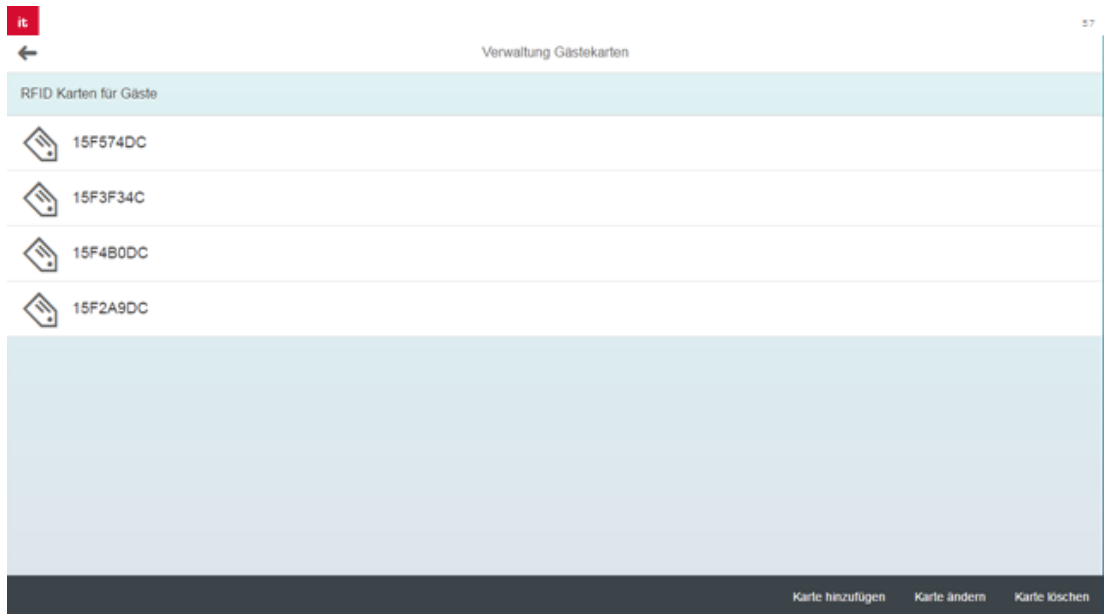 it
57
Verwaltung Gästekarten
RFID Karten für Gäste
15F574DC
15F3F34C
15F4B0DC
15F2A9DC
Karte hinzufügen Karte ändern Karte löschen